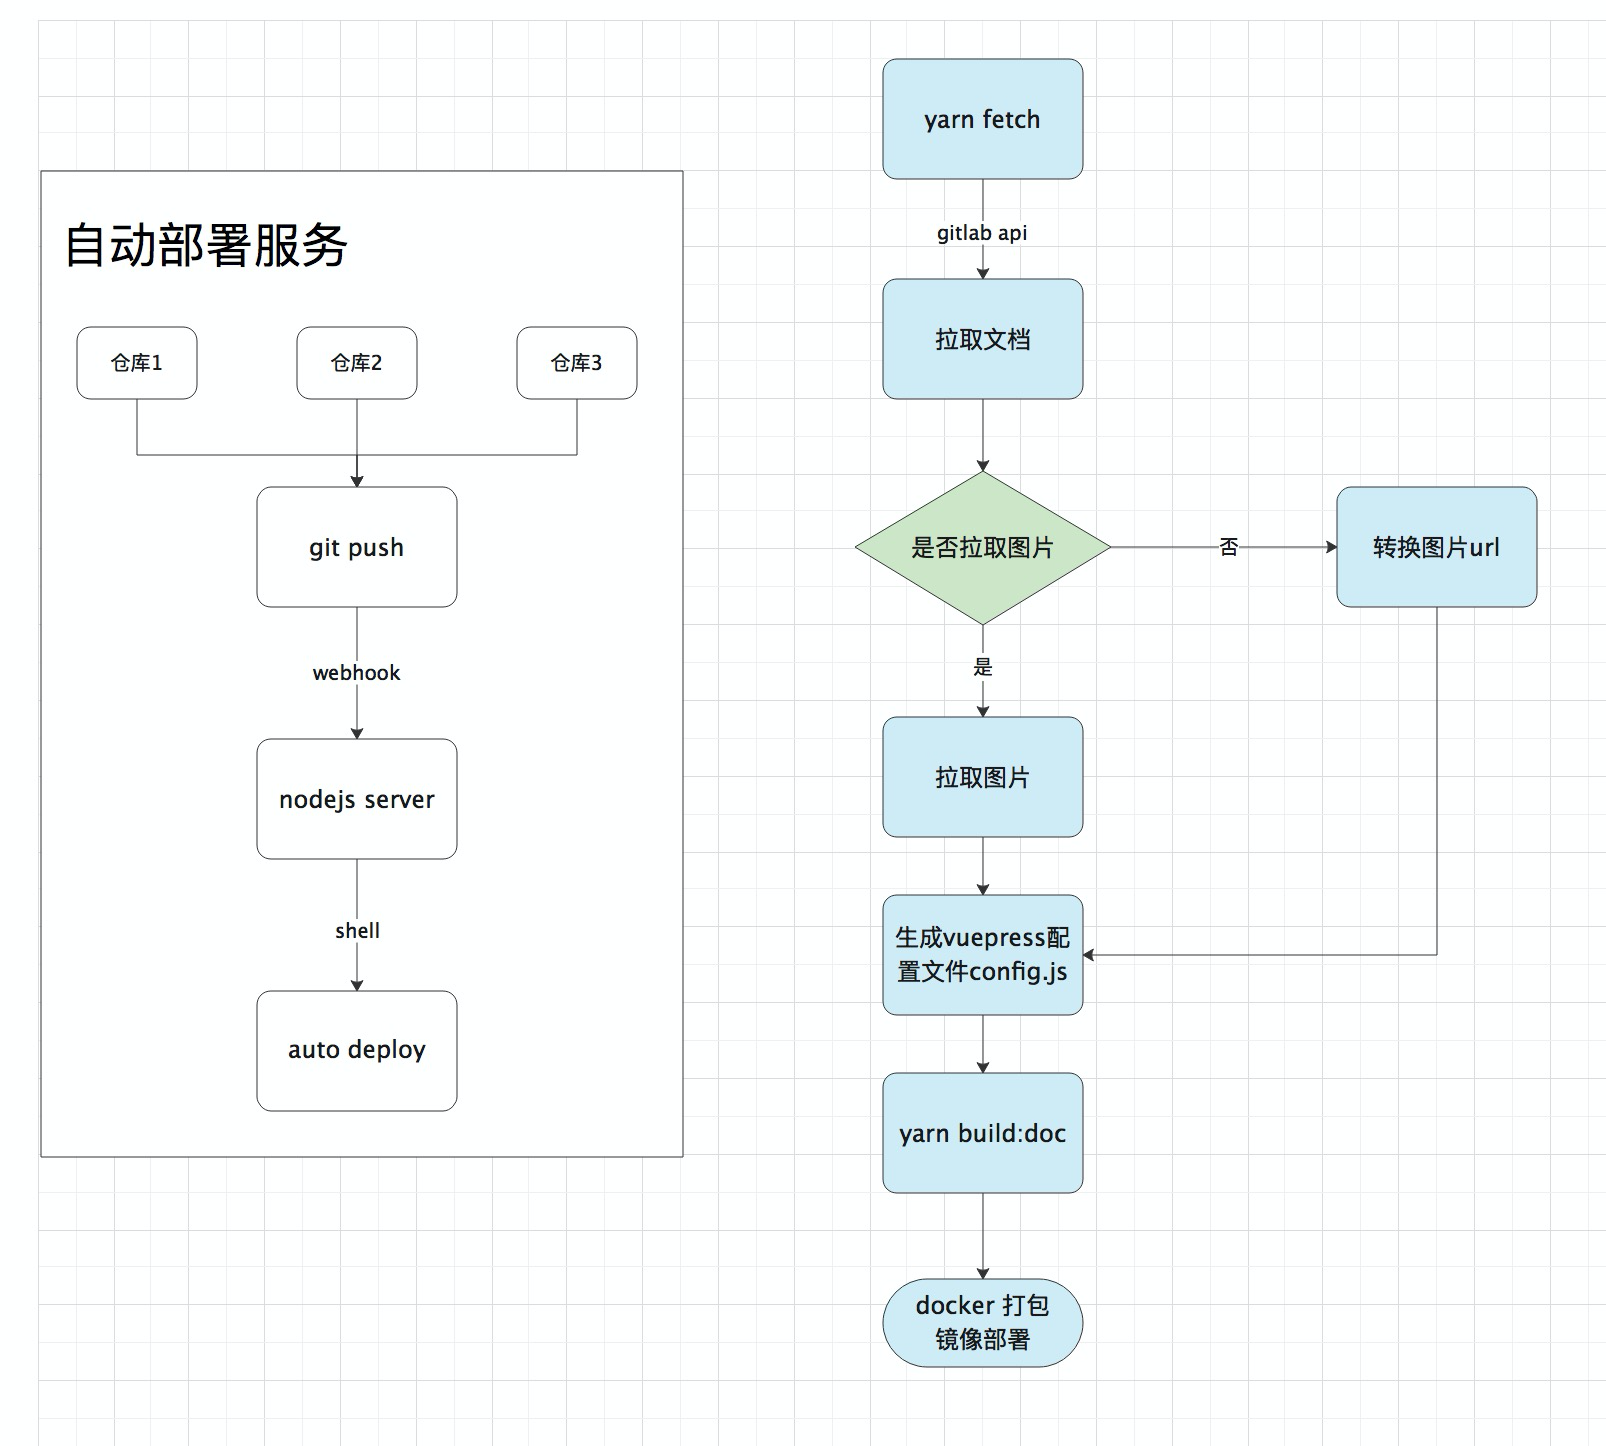 自动部署服务
仓库1
仓库2
仓库3
git push
webhook
nodejs server
shell
auto deploy
yarn fetch
gitlab api
拉取文档
是否拉取图片
否
转换图片url
是
拉取图片
生成vuepress配
置文件config.js
yarn build:doc
docker 打包
镜像部署